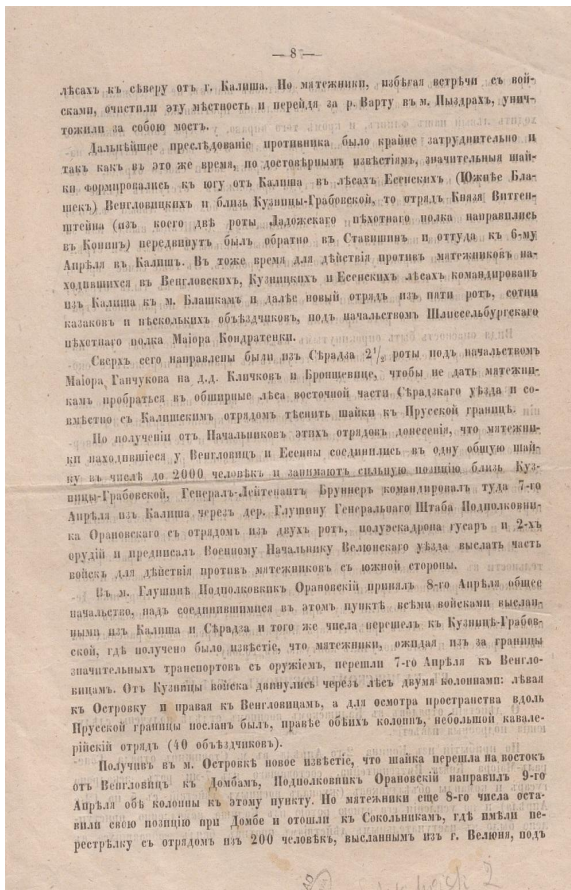 — 8 —
лѣсахъ къ сѣверу отъ г. Калиша. Но мятежники, избѣгая встрѣчи съ вой-
сками, очистили эту мѣстность и перейдя за р. Варту въ м. Пыздрахъ, унич-
тожили за собою мостъ.
Дальнѣйшее преслѣдованіе противника было крайне затруднительно и
такъ какъ въ это же время, по достовѣрнымъ извѣстіямъ, значительныя шай-
ки формировались къ югу отъ Калиша въ лѣсахъ Есенскихъ (Южнѣе Бла-
шекъ) Венгловицкихъ и близь Кузницы-Грабовской, то отрядъ Князя Витген-
штейна (изъ коего двѣ роты Ладожскаго пѣхотнаго полка направились
въ Конинъ) передвинутъ былъ обратно въ Ставишинъ и оттуда къ 6-му
Апрѣля въ Калишъ. Въ тоже время для дѣйствія противъ мятежниковъ на-
ходившихся въ Венгловскихъ, Кузницкихъ и Есенскихъ лѣсахъ командированъ
изъ Калиша къ м. Блашкамъ и далѣе новый отрядъ изъ пяти ротъ, сотни
казаковъ и нѣсколькихъ объѣздчиковъ, подъ начальствомъ Шлиссельбургскаго
пѣхотнаго полка Маіора Кондратенки.
Сверхъ сего направлены были изъ Сѣрадза 2 1/2 роты подъ начальствомъ
Маіора Ганчукова на д.д. Кличковъ и Бронщевице, чтобы не дать мятежни-
камъ пробраться въ обширные лѣса восточной части Сѣрадзкаго уѣзда и со-
вмѣстно съ Калишскимъ отрядомъ тѣснить шайки къ Прусской границѣ.
По полученіи отъ Начальниковъ этихъ отрядовъ донесенія, что мятежни-
ки находившіеся у Венгловицъ и Есенны соединились въ одну общую шай-
ку въ числѣ до 2000 человѣкъ и занимаютъ сильную позицію близь Куз-
ницы-Грабовской, Генералъ-Лейтенантъ Бруннеръ командировалъ туда 7-го
Апрѣля изъ Калиша черезъ дер. Глушину Генеральнаго Штаба Подполковни-
ка Орановскаго съ отрядомъ изъ двухъ ротъ, полуэскадрона гусаръ и 2-хъ
орудій и предписалъ Военному Начальнику Велюнскаго уѣзда выслать часть
войскъ для дѣйствія противъ мятежниковъ съ южной стороны.
Въ м. Глушинѣ Подполковникъ Орановскій принялъ 8-го Апрѣля общее
начальство, надъ соединившимися въ этомъ пунктѣ всѣми войсками выслан-
ными изъ Калиша и Сѣрадза и того же числа перешелъ къ Кузницѣ-Грабов-
ской, гдѣ получено было извѣстіе, что мятежники, ожидая изъ за границы
значительныхъ транспортовъ съ оружіемъ, перешли 7-го Апрѣля къ Венгло-
вицамъ. Отъ Кузницы войска двинулись черезъ лѣсъ двумя колоннами: лѣвая
къ Островку и правая къ Венгловицамъ, а для осмотра пространства вдоль
Прусской границы посланъ былъ, правѣе обѣихъ колоннъ, небольшой кавале-
рійскій отрядъ (40 объѣздчиковъ).
Получивъ въ м. Островкѣ новое извѣстіе, что шайка перешла на востокъ
отъ Венгловицъ къ Домбамъ, Подполковникъ Орановскій направилъ 9-го
Апрѣля обѣ колонны къ этому пункту. Но мятежники еще 8-го числа оста-
вили свою позицію при Домбе и отошли къ Сокольникамъ, гдѣ имѣли пе-
рестрѣлку съ отрядомъ изъ 200 человѣкъ, высланнымъ изъ г. Велюня, подъ